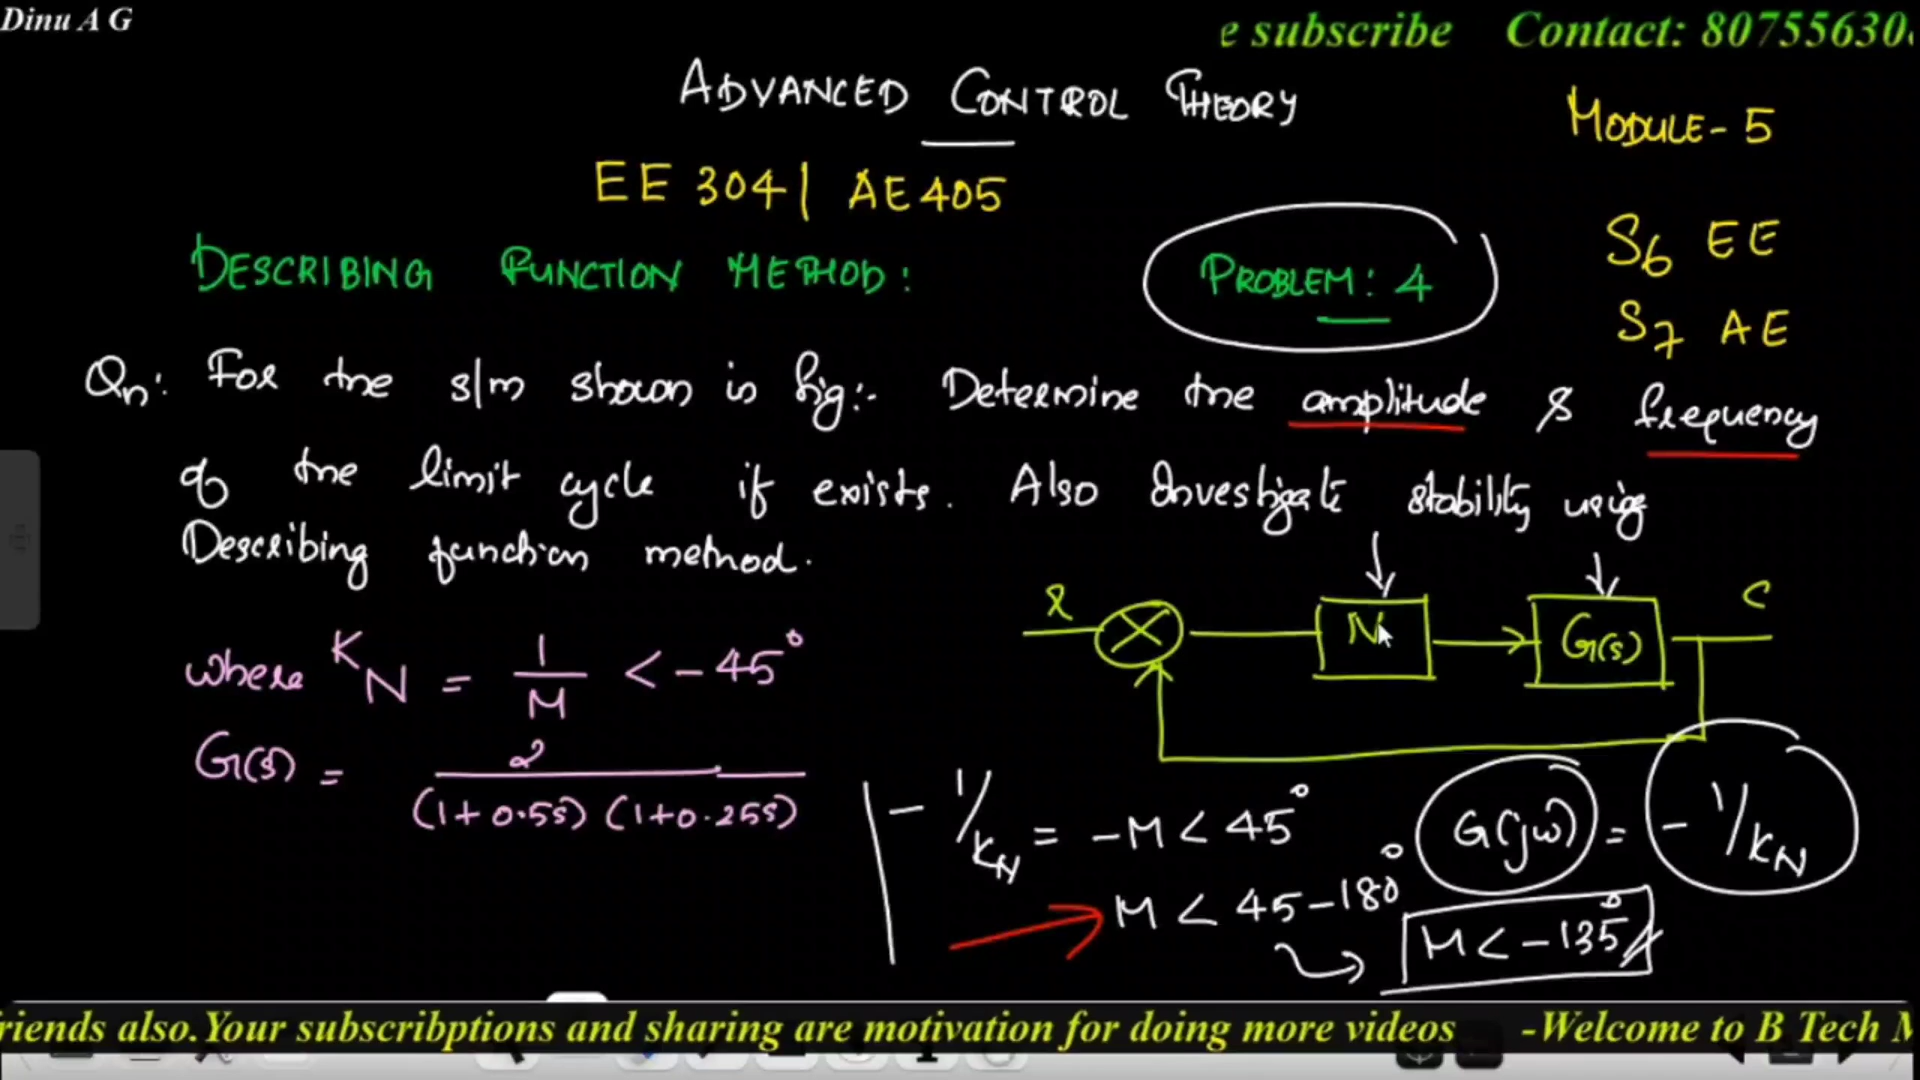 Dinu A G
e subscribe Contact: 80755630
ADVANCED CONTROL THEORY
MODULE-5
EE 304| AE405
S6 EE
DESCRIBING FUNCTION METHOD:
PROBLEM: 4
S7 AE
Qn: For the s/m shown in fig:- Determine the amplitude & frequency
of the limit cycle if exists. Also Investigate stability using
Describing function method.
R
N
G(s)
C
where KN = 1/M < -45°
G(s) = 2/(1+0.5s) (1+0.25s)
-1/KN = -M < 45°
G(jω) = -1/KN
M < 45-180°
M < -135°
riends also.Your subscribptions and sharing are motivation for doing more videos -Welcome to B Tech M